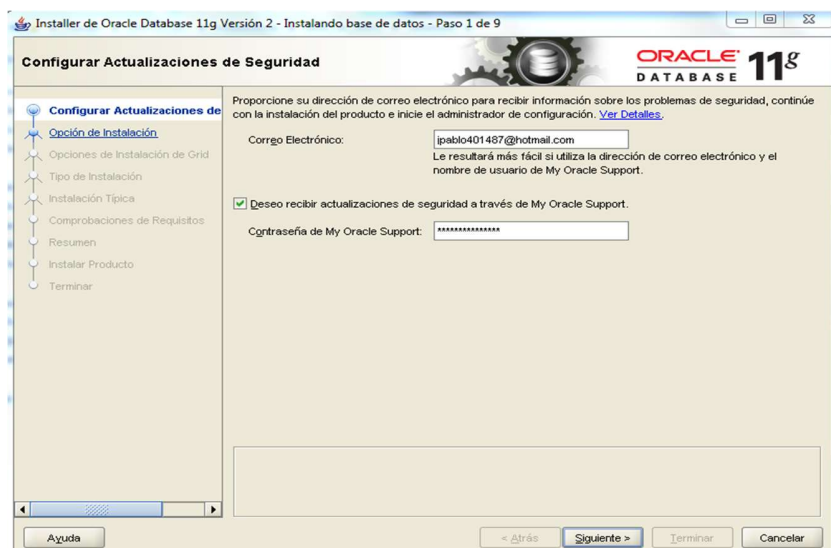 Installer de Oracle Database 11g Versión 2 - Instalando base de datos - Paso 1 de 9
Configurar Actualizaciones de Seguridad
ORACLE
DATABASE
11g
Configurar Actualizaciones de
Opción de Instalación
Opciones de Instalación de Grid
Tipo de Instalación
Instalación Típica
Comprobaciones de Requisitos
Resumen
Instalar Producto
Terminar
Proporcione su dirección de correo electrónico para recibir información sobre los problemas de seguridad, continúe
con la instalación del producto e inicie el administrador de configuración. Ver Detalles.
Correo Electrónico:
ipablo401487@hotmail.com
Le resultará más fácil si utiliza la dirección de correo electrónico y el
nombre de usuario de My Oracle Support.
Deseo recibir actualizaciones de seguridad a través de My Oracle Support.
Contraseña de My Oracle Support:
***************
Ayuda
< Atrás
Siguiente >
Terminar
Cancelar